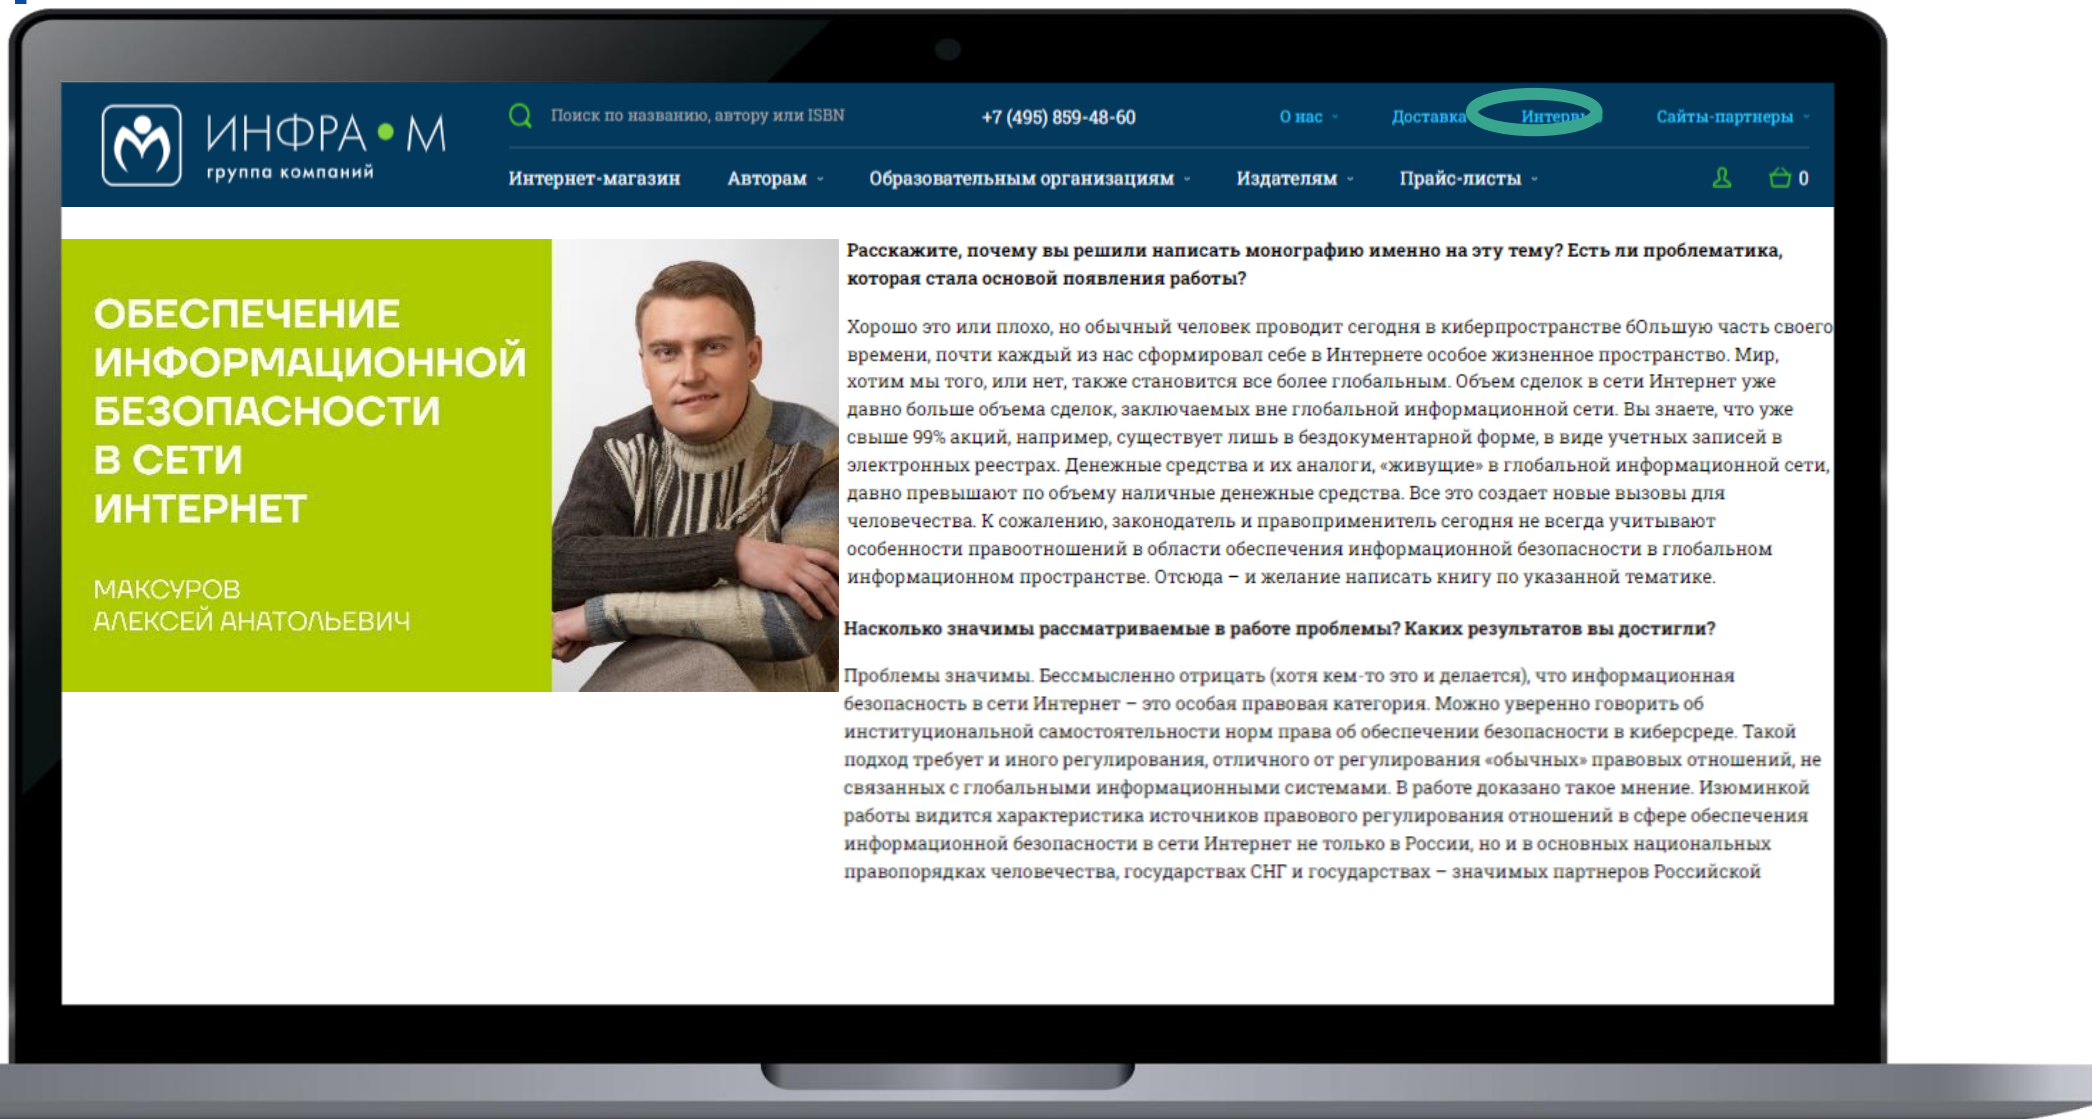 ИНФРА • М
группа компаний
Поиск по названию, автору или ISBN
+7 (495) 859-48-60
О нас
Доставка
Сайты-партнеры
Интернет-магазин
Авторам
Образовательным организациям
Издателям
Прайс-листы
0
ОБЕСПЕЧЕНИЕ
ИНФОРМАЦИОННОЙ
БЕЗОПАСНОСТИ
В СЕТИ
ИНТЕРНЕТ
МАКСУРОВ
АЛЕКСЕЙ АНАТОЛЬЕВИЧ
Расскажите, почему вы решили написать монографию именно на эту тему? Есть ли проблематика,
которая стала основой появления работы?
Хорошо это или плохо, но обычный человек проводит сегодня в киберпространстве бОльшую часть своего
времени, почти каждый из нас сформировал себе в Интернете особое жизненное пространство. Мир,
хотим мы того, или нет, также становится все более глобальным. Объем сделок в сети Интернет уже
давно больше объема сделок, заключаемых вне глобальной информационной сети. Вы знаете, что уже
свыше 99% акций, например, существует лишь в бездокументарной форме, в виде учетных записей в
электронных реестрах. Денежные средства и их аналоги, «живущие» в глобальной информационной сети,
давно превышают по объему наличные денежные средства. Все это создает новые вызовы для
человечества. К сожалению, законодатель и правоприменитель сегодня не всегда учитывают
особенности правоотношений в области обеспечения информационной безопасности в глобальном
информационном пространстве. Отсюда – и желание написать книгу по указанной тематике.
Насколько значимы рассматриваемые в работе проблемы? Каких результатов вы достигли?
Проблемы значимы. Бессмысленно отрицать (хотя кем-то это и делается), что информационная
безопасность в сети Интернет – это особая правовая категория. Можно уверенно говорить об
институциональной самостоятельности норм права об обеспечении безопасности в киберсреде. Такой
подход требует и иного регулирования, отличного от регулирования «обычных» правовых отношений, не
связанных с глобальными информационными системами. В работе доказано такое мнение. Изюминкой
работы видится характеристика источников правового регулирования отношений в сфере обеспечения
информационной безопасности в сети Интернет не только в России, но и в основных национальных
правопорядках человечества, государствах СНГ и государствах – значимых партнеров Российской